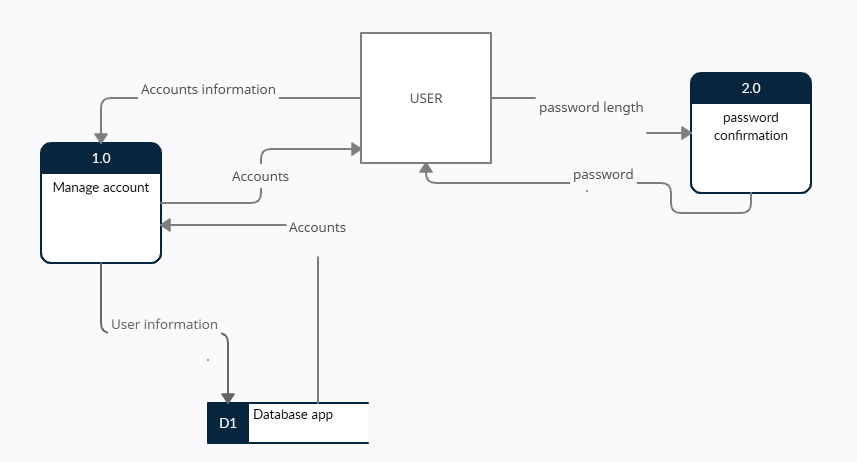 Accounts information
USER
password length
2.0
password
confirmation
1.0
Manage account
Accounts
password
.
Accounts
User information
.
D1
Database app